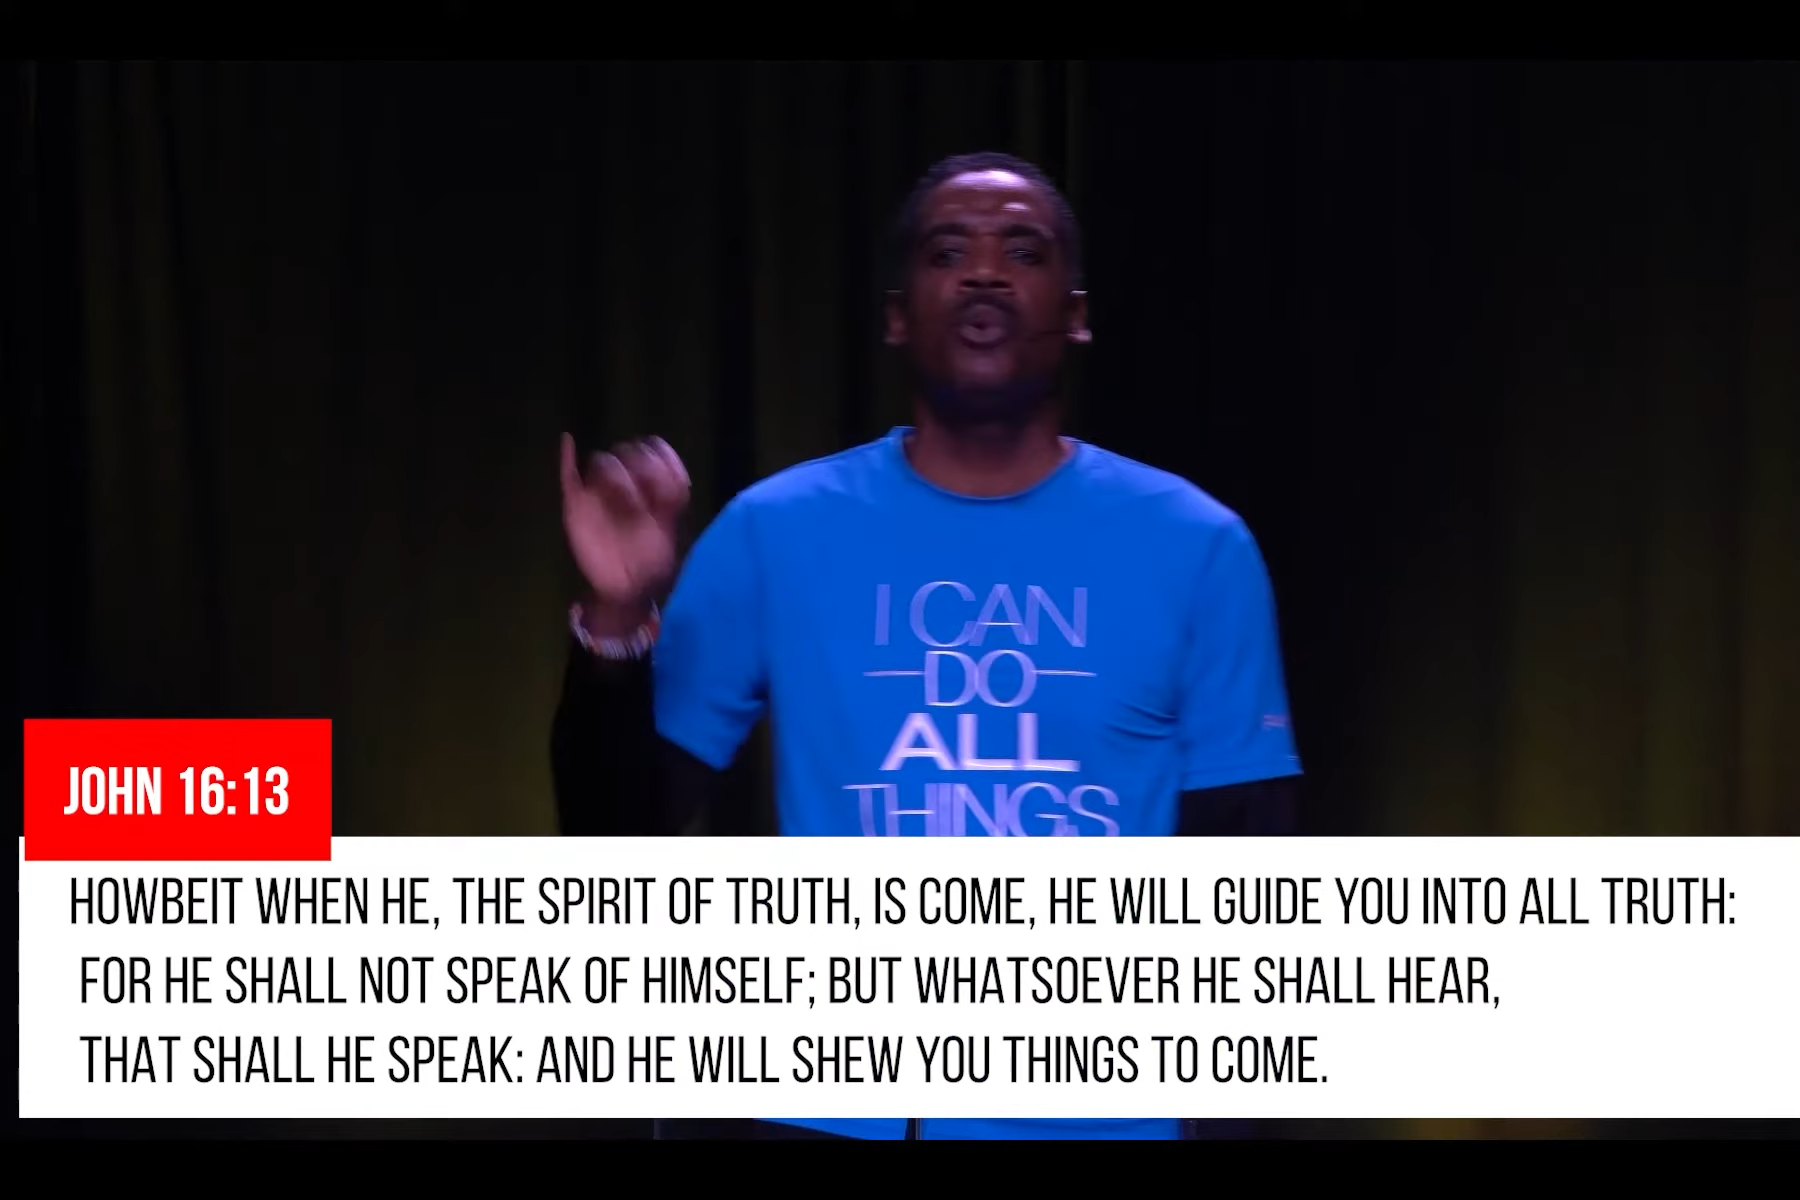 I CAN
DO
ALL
THINGS
JOHN 16:13
HOWBEIT WHEN HE, THE SPIRIT OF TRUTH, IS COME, HE WILL GUIDE YOU INTO ALL TRUTH:
FOR HE SHALL NOT SPEAK OF HIMSELF; BUT WHATSOEVER HE SHALL HEAR,
THAT SHALL HE SPEAK: AND HE WILL SHEW YOU THINGS TO COME.